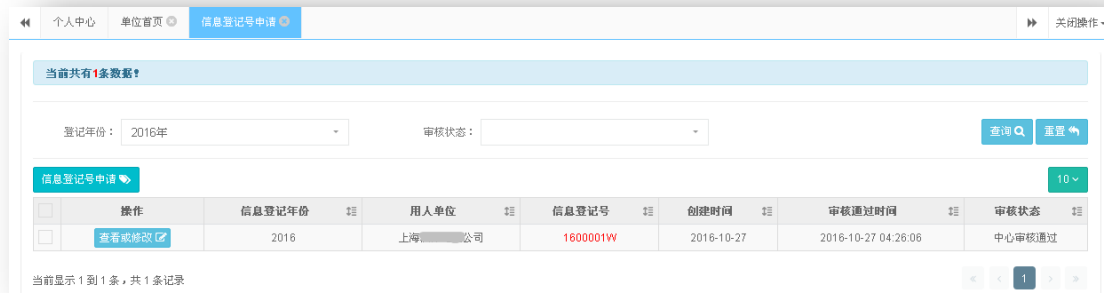 个人中心 单位首页 信息登记号申请 关闭操作
当前共有1条数据!
登记年份： 2016年 审核状态： 查询 重置
信息登记号申请 10
操作 信息登记年份 用人单位 信息登记号 创建时间 审核通过时间 审核状态
查看或修改 2016 上海 公司 1600001W 2016-10-27 2016-10-27 04:26:06 中心审核通过
当前显示 1 到 1 条，共 1 条记录 « ‹ 1 › »